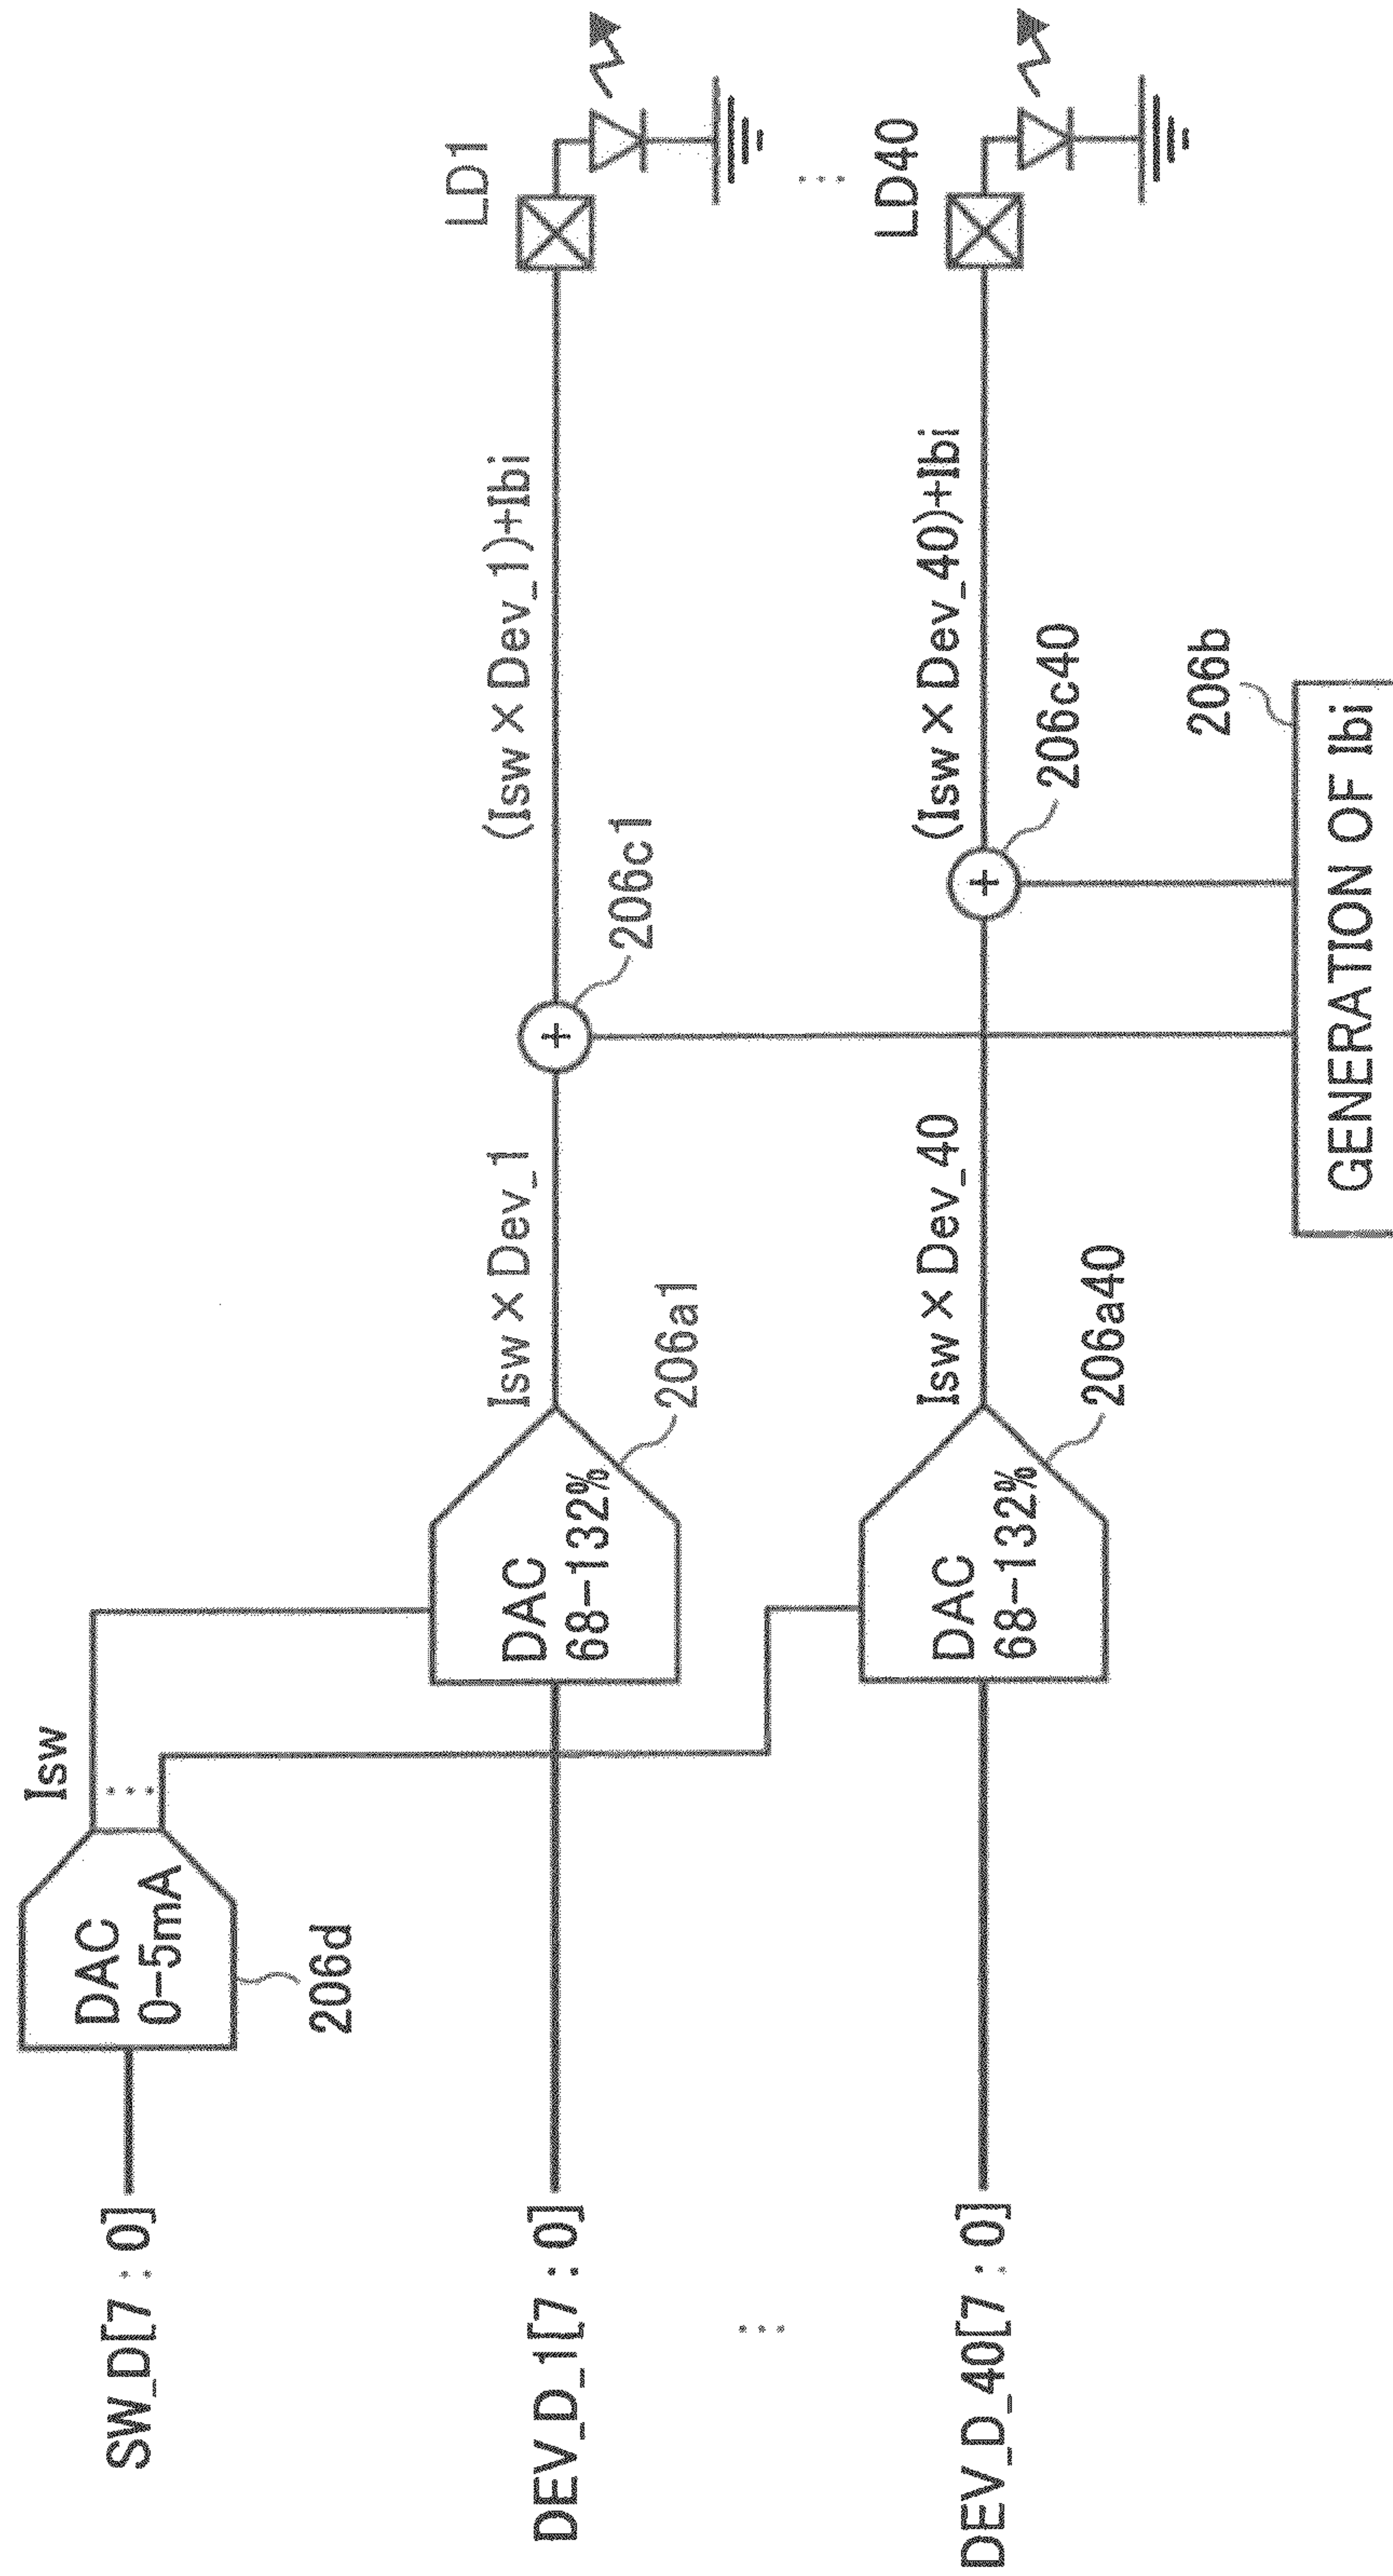 SW_D[7 : 0]
DAC
0-5mA
206d
Isw
⋮
DEV_D_1[7 : 0]
DAC
68-132%
206a1
Isw × Dev_1
+
206c1
(Isw × Dev_1)+Ibi
LD1
⋮
⋮
DEV_D_40[7 : 0]
DAC
68-132%
206a40
Isw × Dev_40
+
206c40
(Isw × Dev_40)+Ibi
LD40
206b
GENERATION OF Ibi